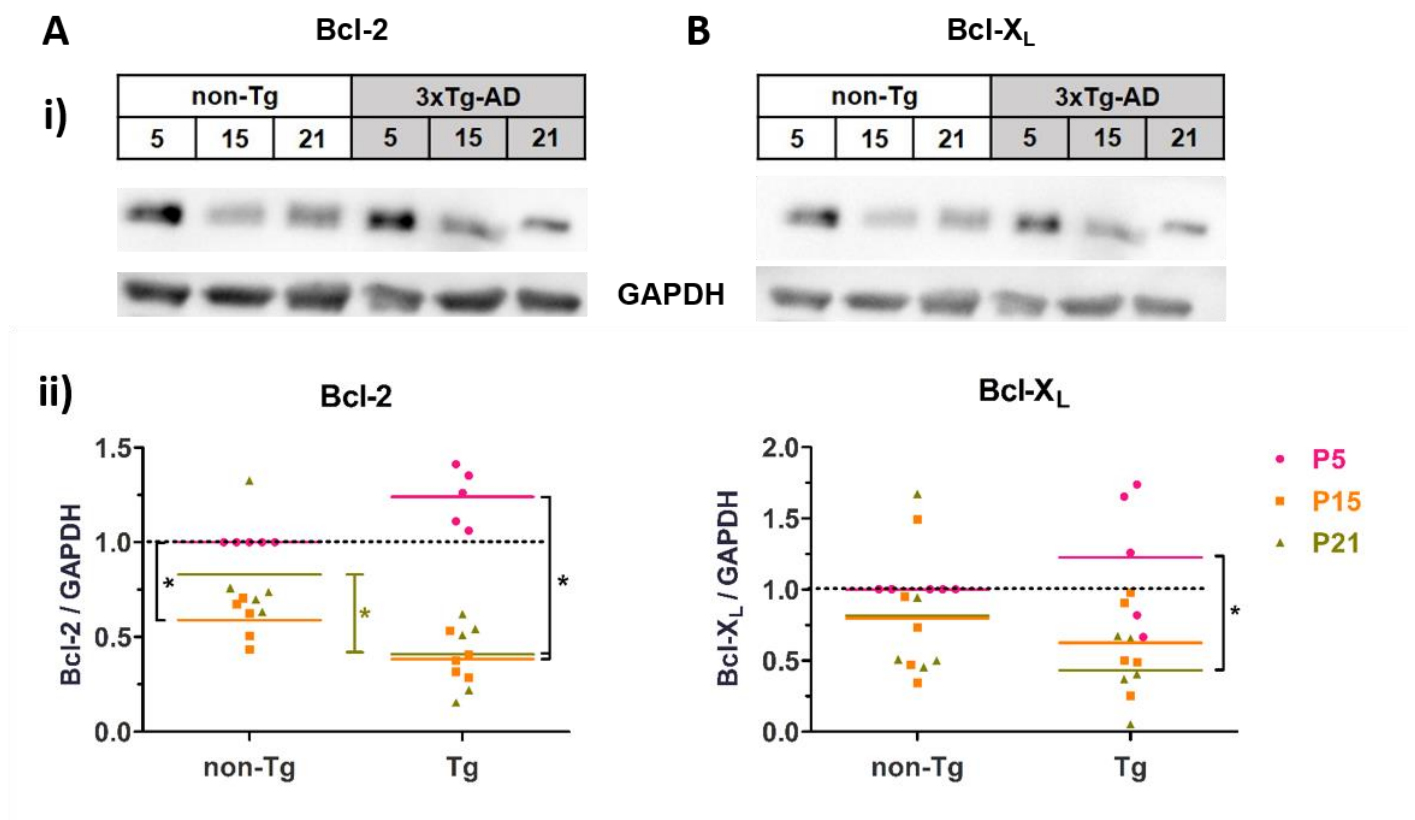 A Bcl-2 B Bcl-XL
i)
non-Tg 3xTg-AD non-Tg 3xTg-AD
5 15 21 5 15 21 5 15 21 5 15 21
GAPDH
ii)
Bcl-2
Bcl-2 / GAPDH
1.5
1.0
0.5
0.0
*
*
*
non-Tg Tg
Bcl-XL
Bcl-XL / GAPDH
2.0
1.5
1.0
0.5
0.0
*
non-Tg Tg
P5
P15
P21